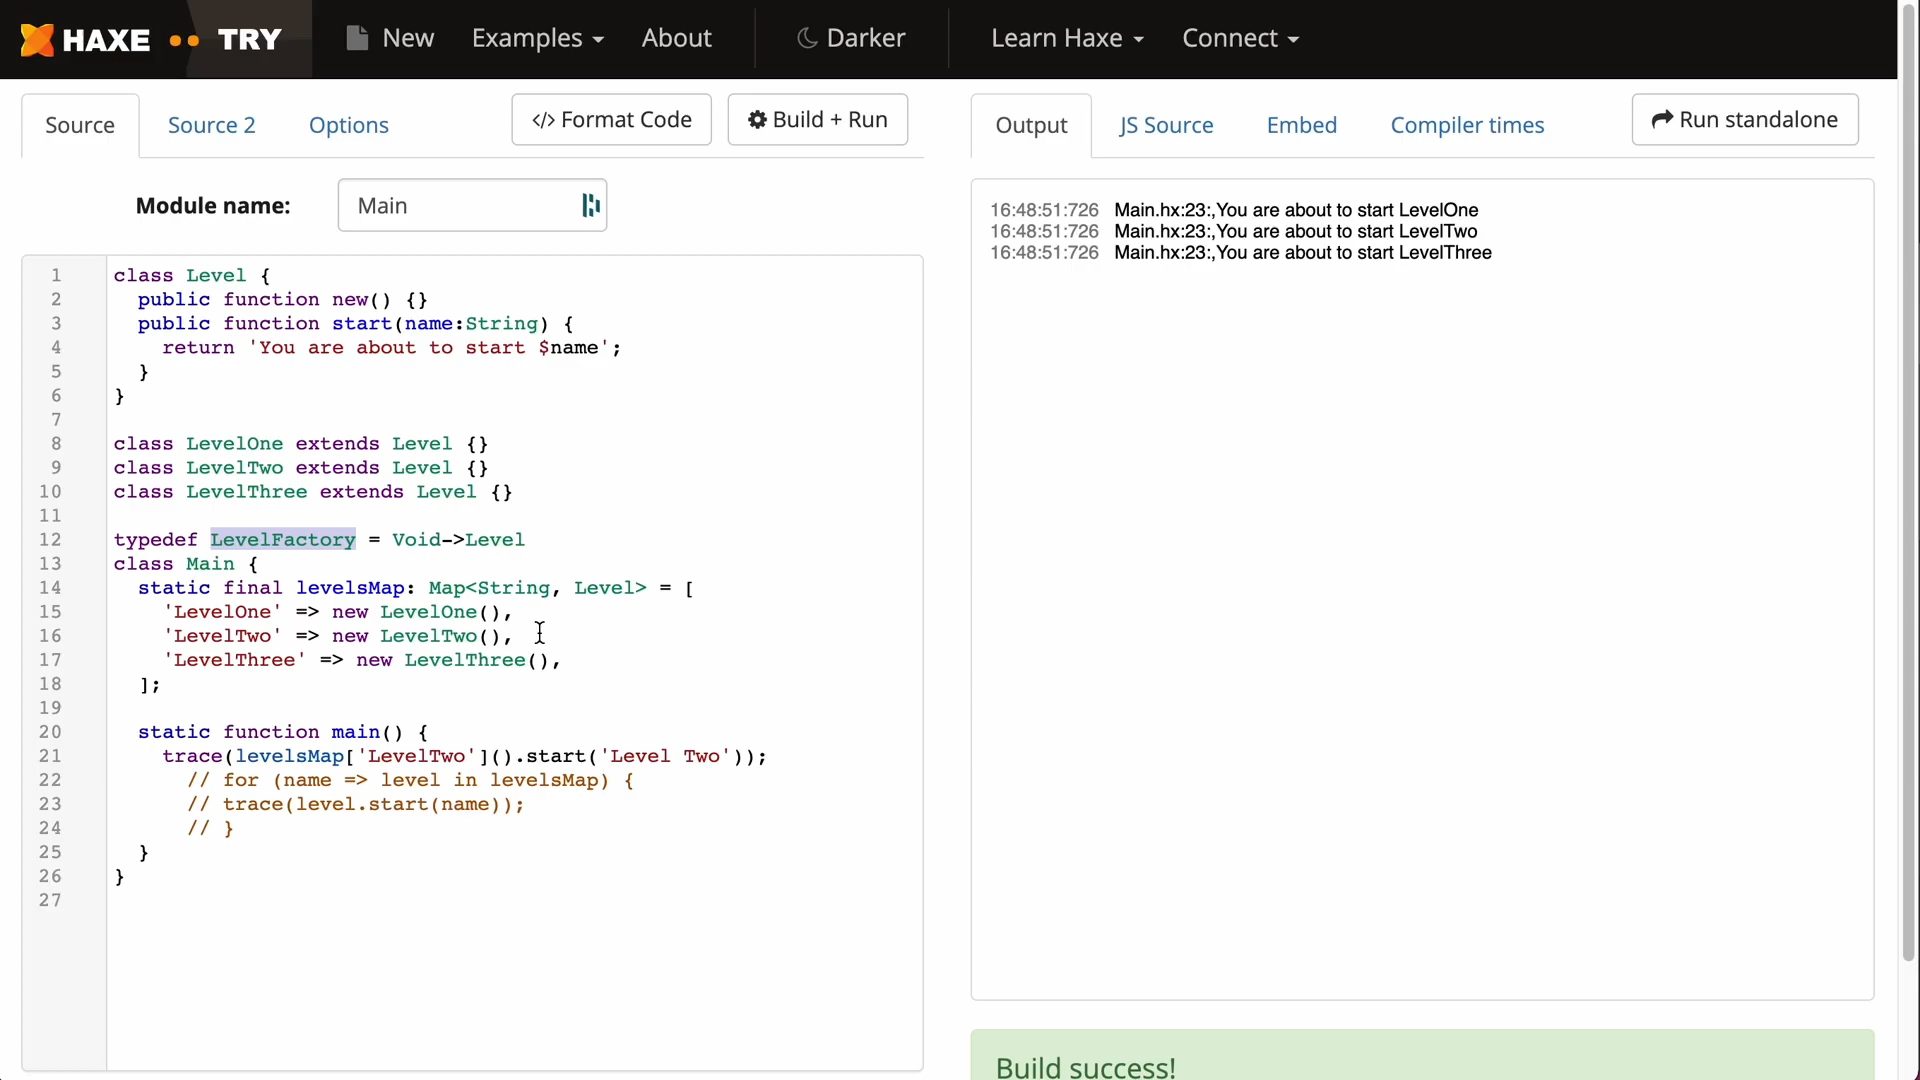 HAXE TRY New Examples About Darker Learn Haxe Connect
Source Source 2 Options </> Format Code Build + Run
Output JS Source Embed Compiler times Run standalone
Module name: Main
1 class Level {
2 public function new() {}
3 public function start(name:String) {
4 return 'You are about to start $name';
5 }
6 }
7
8 class LevelOne extends Level {}
9 class LevelTwo extends Level {}
10 class LevelThree extends Level {}
11
12 typedef LevelFactory = Void->Level
13 class Main {
14 static final levelsMap: Map<String, Level> = [
15 'LevelOne' => new LevelOne(),
16 'LevelTwo' => new LevelTwo(),
17 'LevelThree' => new LevelThree(),
18 ];
19
20 static function main() {
21 trace(levelsMap['LevelTwo']().start('Level Two'));
22 // for (name => level in levelsMap) {
23 // trace(level.start(name));
24 // }
25 }
26 }
27
16:48:51:726 Main.hx:23:,You are about to start LevelOne
16:48:51:726 Main.hx:23:,You are about to start LevelTwo
16:48:51:726 Main.hx:23:,You are about to start LevelThree
Build success!